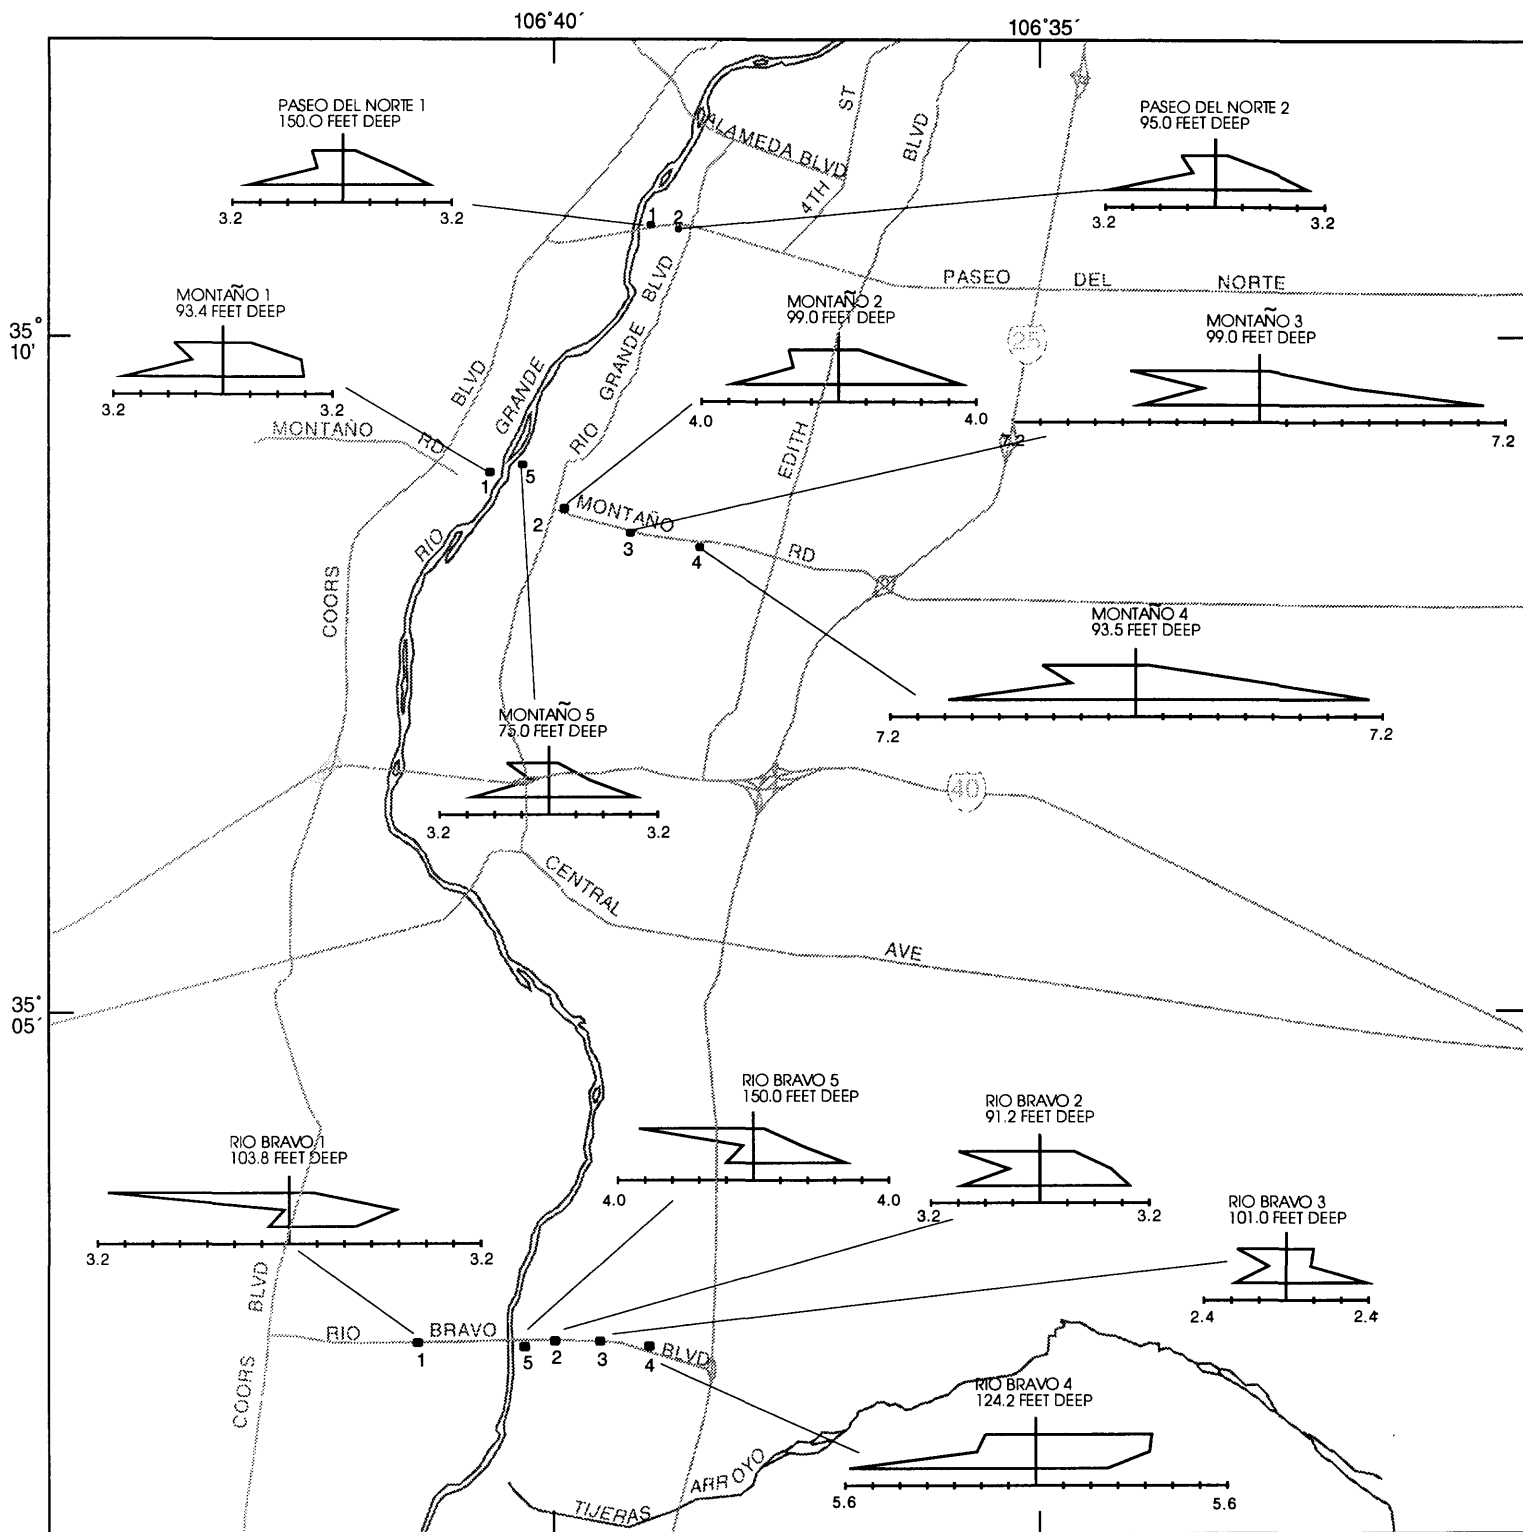 106°40´
106°35´
PASEO DEL NORTE 1
150.O FEET DEEP
3.2
3.2
PASEO DEL NORTE 2
95.0 FEET DEEP
3.2
3.2
ALAMEDA BLVD
4TH
ST
BLVD
1
2
PASEO DEL NORTE
35°
10'
MONTAÑO 1
93.4 FEET DEEP
3.2
3.2
MONTAÑO 2
99.0 FEET DEEP
4.0
4.0
MONTAÑO 3
99.0 FEET DEEP
7.2
7.2
25
BLVD
GRANDE
RIO
GRANDE
BLVD
MONTAÑO
RD
EDITH
1
5
2
MONTAÑO
3
4
RD
RIO
COORS
MONTAÑO 4
93.5 FEET DEEP
7.2
7.2
MONTAÑO 5
75.0 FEET DEEP
3.2
3.2
40
CENTRAL
AVE
35°
05´
RIO BRAVO 5
150.0 FEET DEEP
4.0
4.0
RIO BRAVO 2
91.2 FEET DEEP
3.2
3.2
RIO BRAVO 1
103.8 FEET DEEP
3.2
3.2
RIO BRAVO 3
101.0 FEET DEEP
2.4
2.4
COORS
BLVD
RIO BRAVO
BLVD
1
5
2
3
4
RIO BRAVO 4
124.2 FEET DEEP
5.6
5.6
TIJERAS
ARROYO